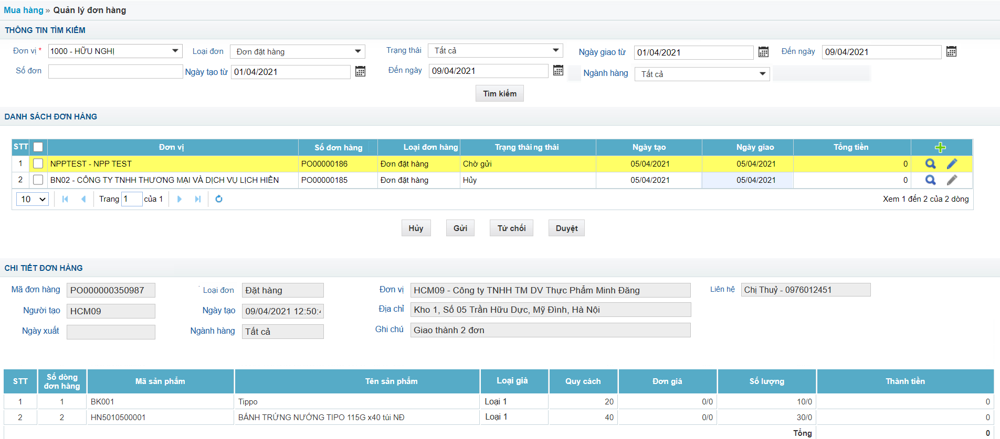 Mua hàng » Quản lý đơn hàng
THÔNG TIN TÌM KIẾM
Đơn vị * 1000 - HỮU NGHỊ Loại đơn Đơn đặt hàng Trạng thái Tất cả Ngày giao từ 01/04/2021 Đến ngày 09/04/2021
Số đơn Ngày tạo từ 01/04/2021 Đến ngày 09/04/2021 Ngành hàng Tất cả
Tìm kiếm
DANH SÁCH ĐƠN HÀNG
STT Đơn vị Số đơn hàng Loại đơn hàng Trạng thái ng thái Ngày tạo Ngày giao Tổng tiền
1 NPPTEST - NPP TEST PO00000186 Đơn đặt hàng Chờ gửi 05/04/2021 05/04/2021 0
2 BN02 - CÔNG TY TNHH THƯƠNG MẠI VÀ DỊCH VỤ LỊCH HIỀN PO00000185 Đơn đặt hàng Hủy 05/04/2021 05/04/2021 0
10 Trang 1 của 1 Xem 1 đến 2 của 2 dòng
Hủy Gửi Từ chối Duyệt
CHI TIẾT ĐƠN HÀNG
Mã đơn hàng PO000000350987 Loại đơn Đặt hàng Đơn vị HCM09 - Công ty TNHH TM DV Thực Phẩm Minh Đăng Liên hệ Chị Thuỷ - 0976012451
Người tạo HCM09 Ngày tạo 09/04/2021 12:50: Địa chỉ Kho 1, Số 05 Trần Hữu Dực, Mỹ Đình, Hà Nội
Ngày xuất Ngành hàng Tất cả Ghi chú Giao thành 2 đơn
STT Số dòng đơn hàng Mã sản phẩm Tên sản phẩm Loại giá Quy cách Đơn giá Số lượng Thành tiền
1 1 BK001 Tippo Loại 1 20 0/0 10/0 0
2 2 HN5010500001 BÁNH TRỨNG NƯỚNG TIPO 115G x40 túi NĐ Loại 1 40 0/0 30/0 0
Tổng 0